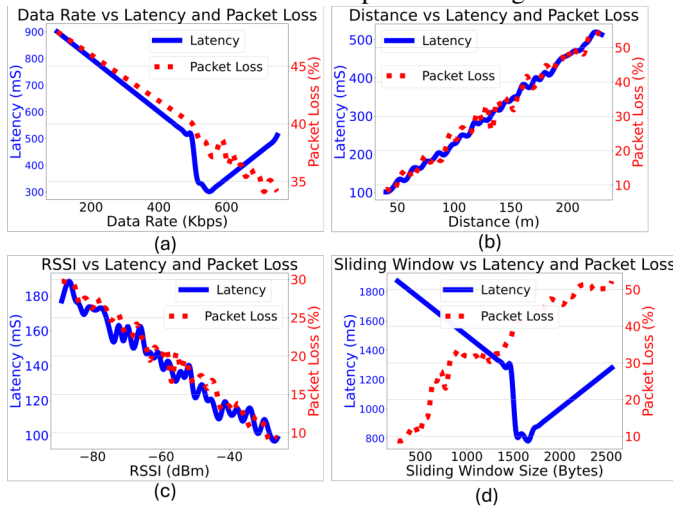 Data Rate vs Latency and Packet Loss
Latency
Packet Loss
Latency (mS)
900
800
700
600
500
400
300
Packet Loss (%)
45
40
35
200
400
600
Data Rate (Kbps)
(a)
Distance vs Latency and Packet Loss
Latency
Packet Loss
Latency (mS)
500
400
300
200
100
Packet Loss (%)
50
40
30
20
10
50
100
150
200
Distance (m)
(b)
RSSI vs Latency and Packet Loss
Latency
Packet Loss
Latency (mS)
180
160
140
120
100
Packet Loss (%)
30
25
20
15
10
−80
−60
−40
RSSI (dBm)
(c)
Sliding Window vs Latency and Packet Loss
Latency
Packet Loss
Latency (mS)
1800
1600
1400
1200
1000
800
Packet Loss (%)
50
40
30
20
10
500
1000
1500
2000
2500
Sliding Window Size (Bytes)
(d)